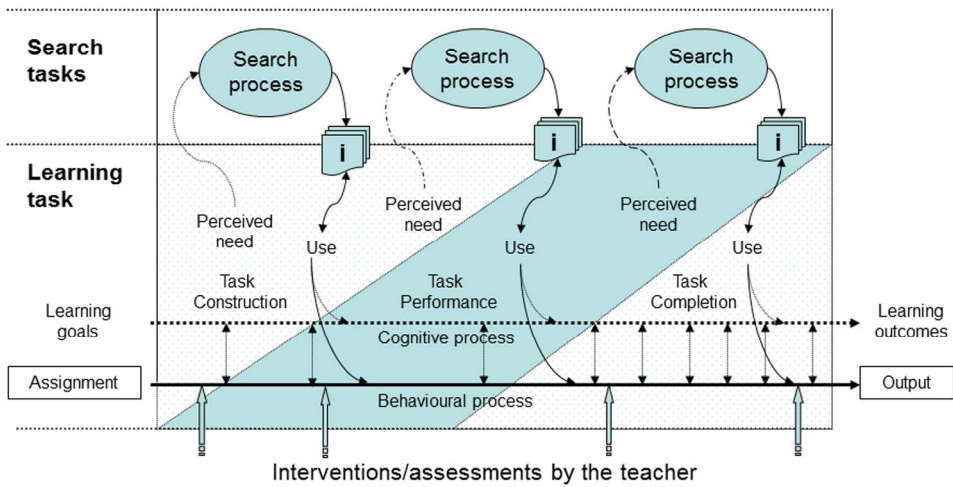 Search
tasks
Search
process
Search
process
Search
process
i
i
i
Learning
task
Perceived
need
Perceived
need
Perceived
need
Use
Use
Use
Task
Construction
Task
Performance
Task
Completion
Learning
goals
Cognitive process
Learning
outcomes
Assignment
Behavioural process
Output
Interventions/assessments by the teacher